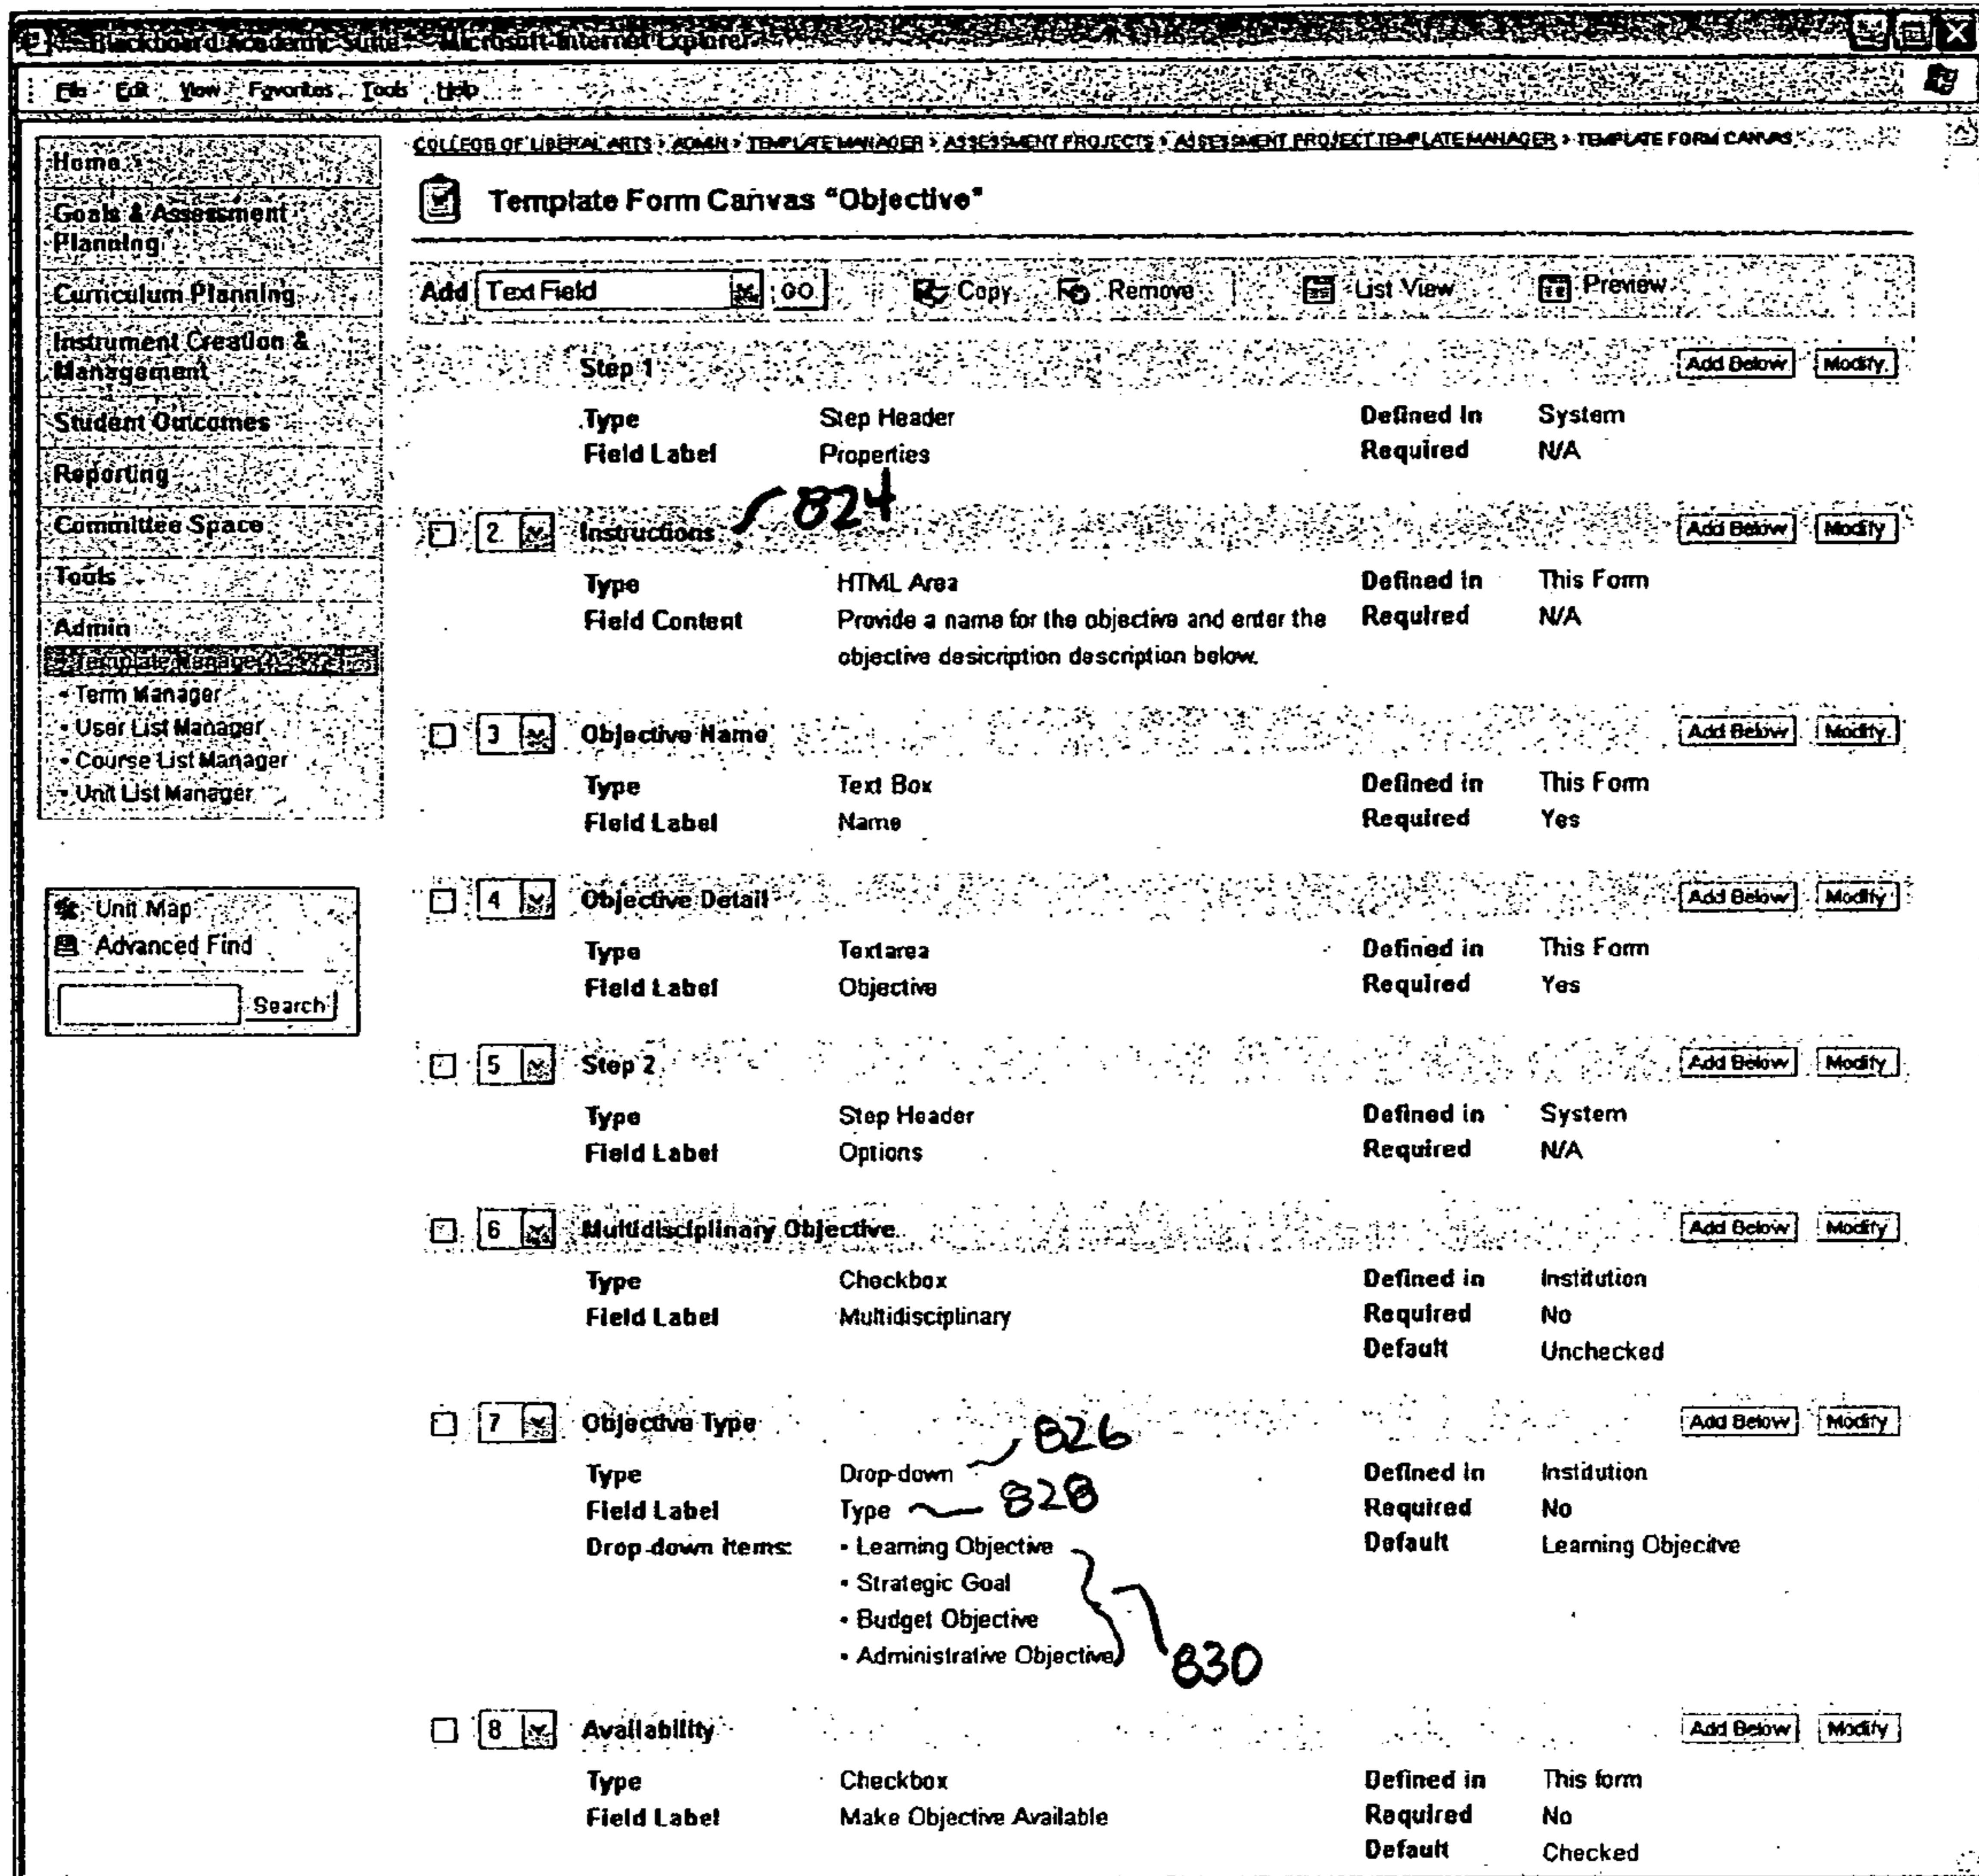 Blackboard Academic Suite - Microsoft Internet Explorer
File Edit View Favorites Tools Help
COLLEGE OF LIBERAL ARTS > ADMIN > TEMPLATE MANAGER > ASSESSMENT PROJECTS > ASSESSMENT PROJECT TEMPLATE MANAGER > TEMPLATE FORM CANVAS
Home
Goals & Assessment
Planning
Curriculum Planning
Instrument Creation &
Management
Student Outcomes
Reporting
Committee Space
Tools
Admin
• Template Manager
• Term Manager
• User List Manager
• Course List Manager
• Unit List Manager
Unit Map
Advanced Find
Search
Template Form Canvas "Objective"
Add Text Field GO Copy Remove List View Preview
Step 1 Add Below Modify
Type Step Header Defined in System
Field Label Properties Required N/A
824
2 Instructions Add Below Modify
Type HTML Area Defined in This Form
Field Content Provide a name for the objective and enter the Required N/A
objective desicription description below.
3 Objective Name Add Below Modify
Type Text Box Defined in This Form
Field Label Name Required Yes
4 Objective Detail Add Below Modify
Type Textarea Defined in This Form
Field Label Objective Required Yes
5 Step 2 Add Below Modify
Type Step Header Defined in System
Field Label Options Required N/A
6 Multidisciplinary Objective Add Below Modify
Type Checkbox Defined in Institution
Field Label Multidisciplinary Required No
Default Unchecked
7 Objective Type Add Below Modify
826
Type Drop-down Defined in Institution
Field Label Type 828 Required No
Drop-down items: • Learning Objective Default Learning Objecitve
• Strategic Goal
• Budget Objective
• Administrative Objective
830
8 Availability Add Below Modify
Type Checkbox Defined in This form
Field Label Make Objective Available Required No
Default Checked